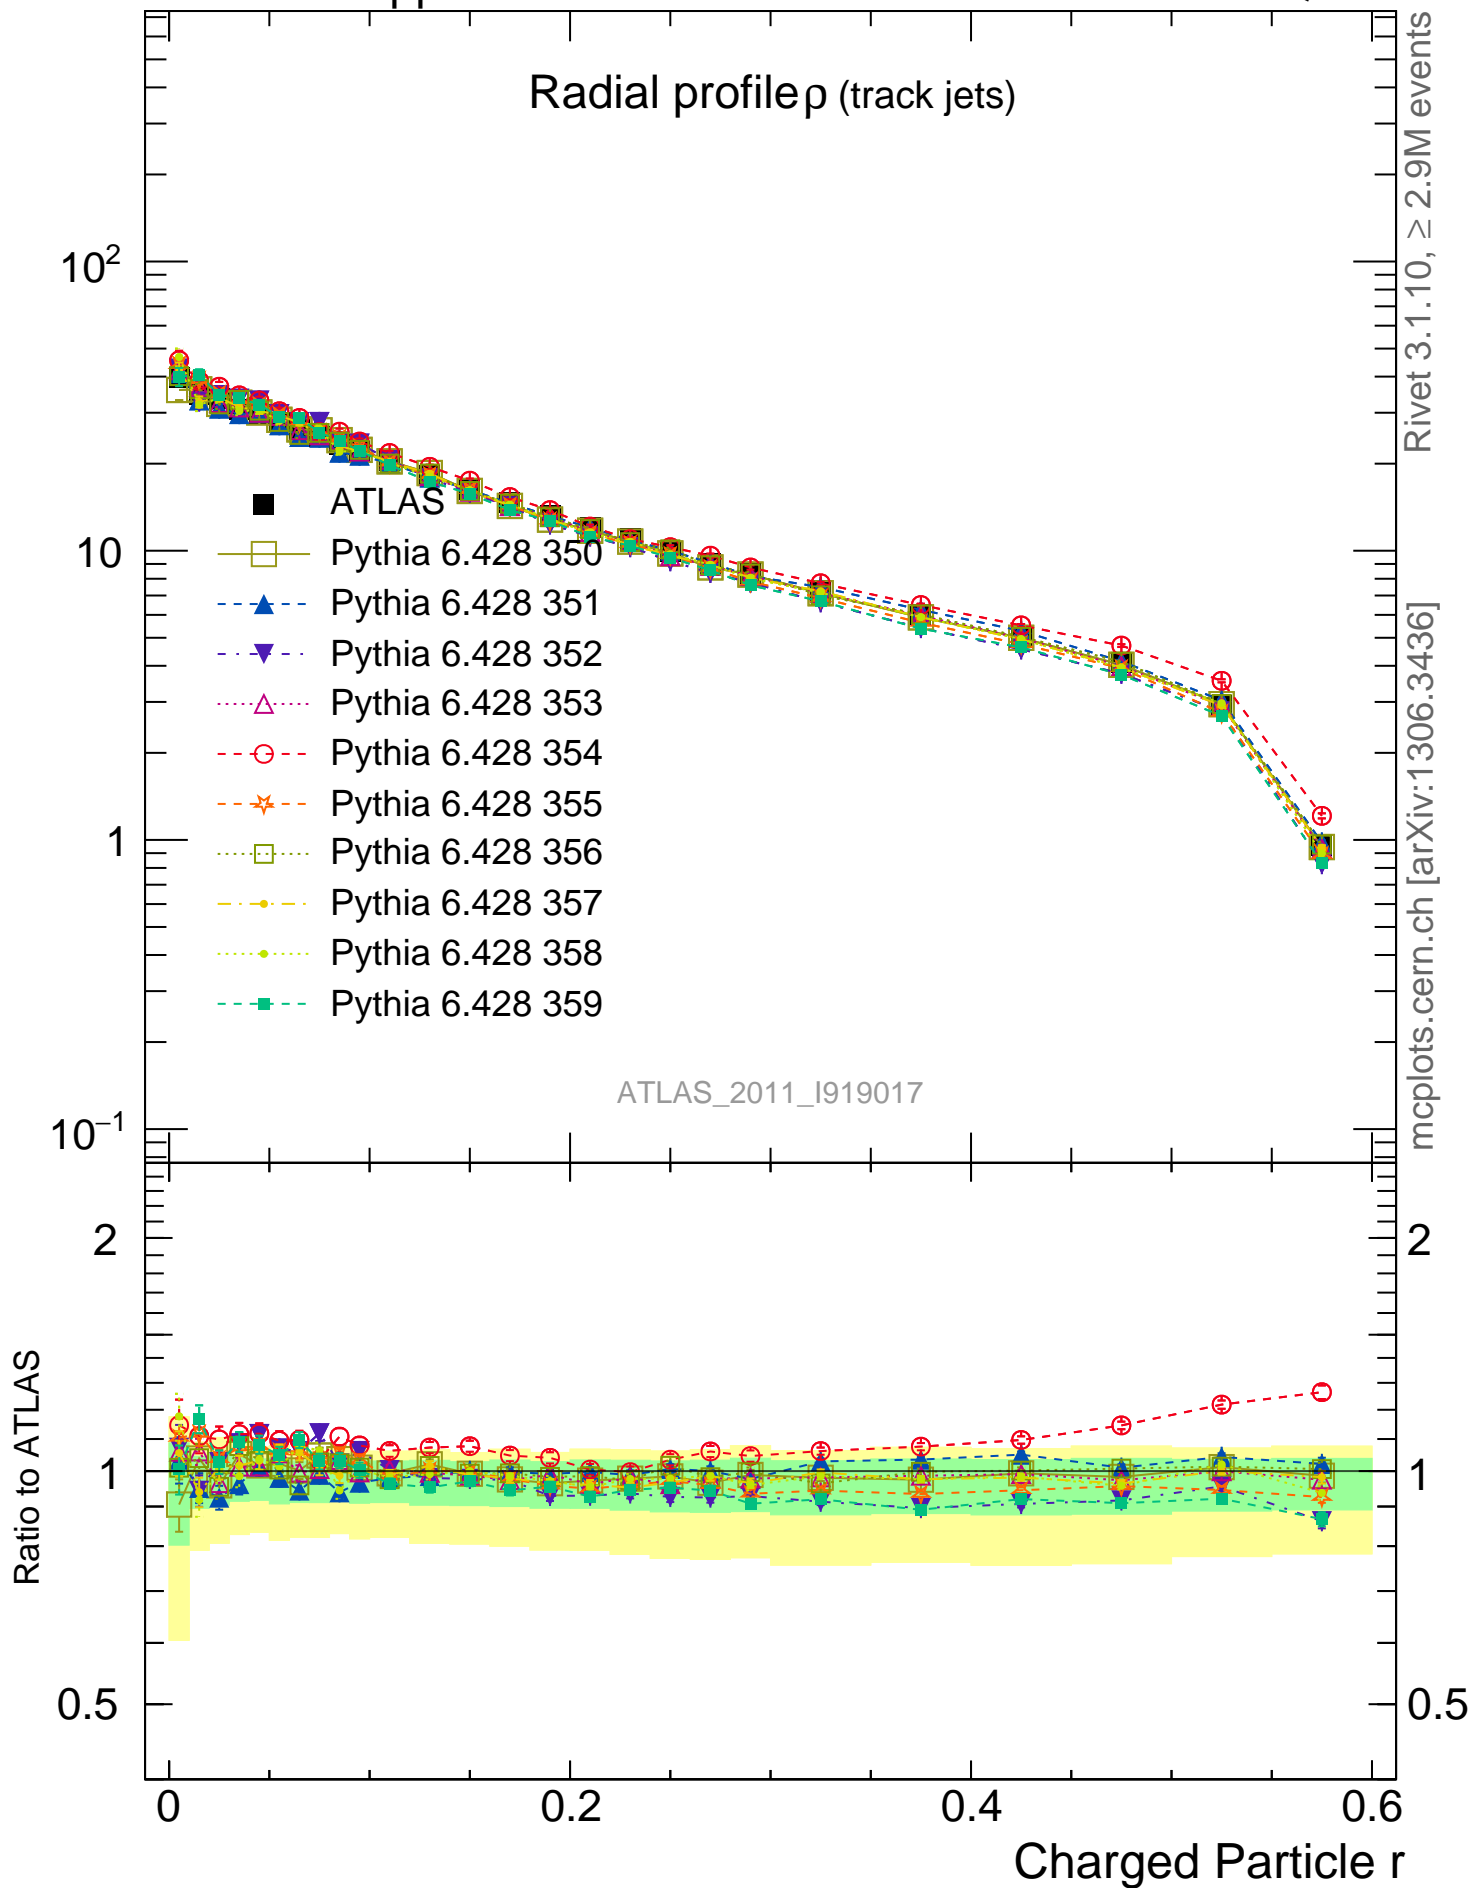 Radial profile ρ (track jets)
Rivet 3.1.10, ≥ 2.9M events
mcplots.cern.ch [arXiv:1306.3436]
10²
10
1
10⁻¹
ATLAS
Pythia 6.428 350
Pythia 6.428 351
Pythia 6.428 352
Pythia 6.428 353
Pythia 6.428 354
Pythia 6.428 355
Pythia 6.428 356
Pythia 6.428 357
Pythia 6.428 358
Pythia 6.428 359
ATLAS_2011_I919017
Ratio to ATLAS
2
1
0.5
2
1
0.5
0 0.2 0.4 0.6
Charged Particle r